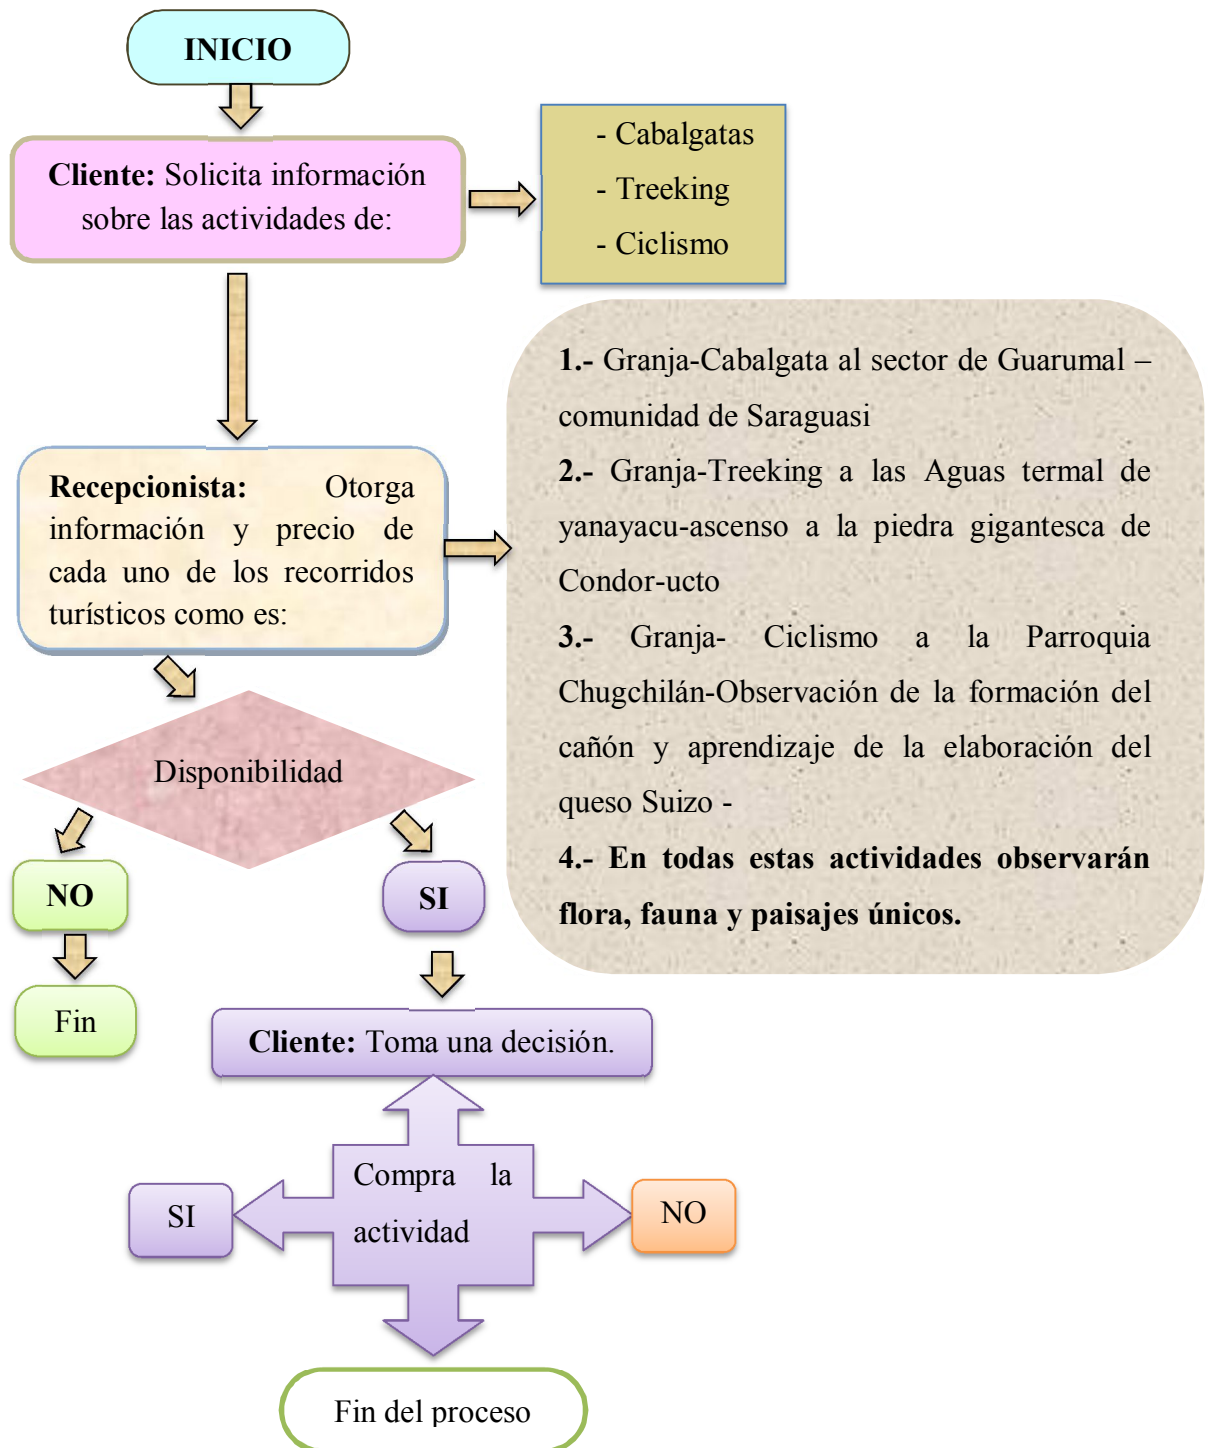 INICIO
Cliente: Solicita información
sobre las actividades de:
- Cabalgatas
- Treeking
- Ciclismo
Recepcionista: Otorga
información y precio de
cada uno de los recorridos
turísticos como es:
1.- Granja-Cabalgata al sector de Guarumal –
comunidad de Saraguasi
2.- Granja-Treeking a las Aguas termal de
yanayacu-ascenso a la piedra gigantesca de
Condor-ucto
3.- Granja- Ciclismo a la Parroquia
Chugchilán-Observación de la formación del
cañón y aprendizaje de la elaboración del
queso Suizo -
4.- En todas estas actividades observarán
flora, fauna y paisajes únicos.
Disponibilidad
NO
SI
Fin
Cliente: Toma una decisión.
Compra la
actividad
SI
NO
Fin del proceso